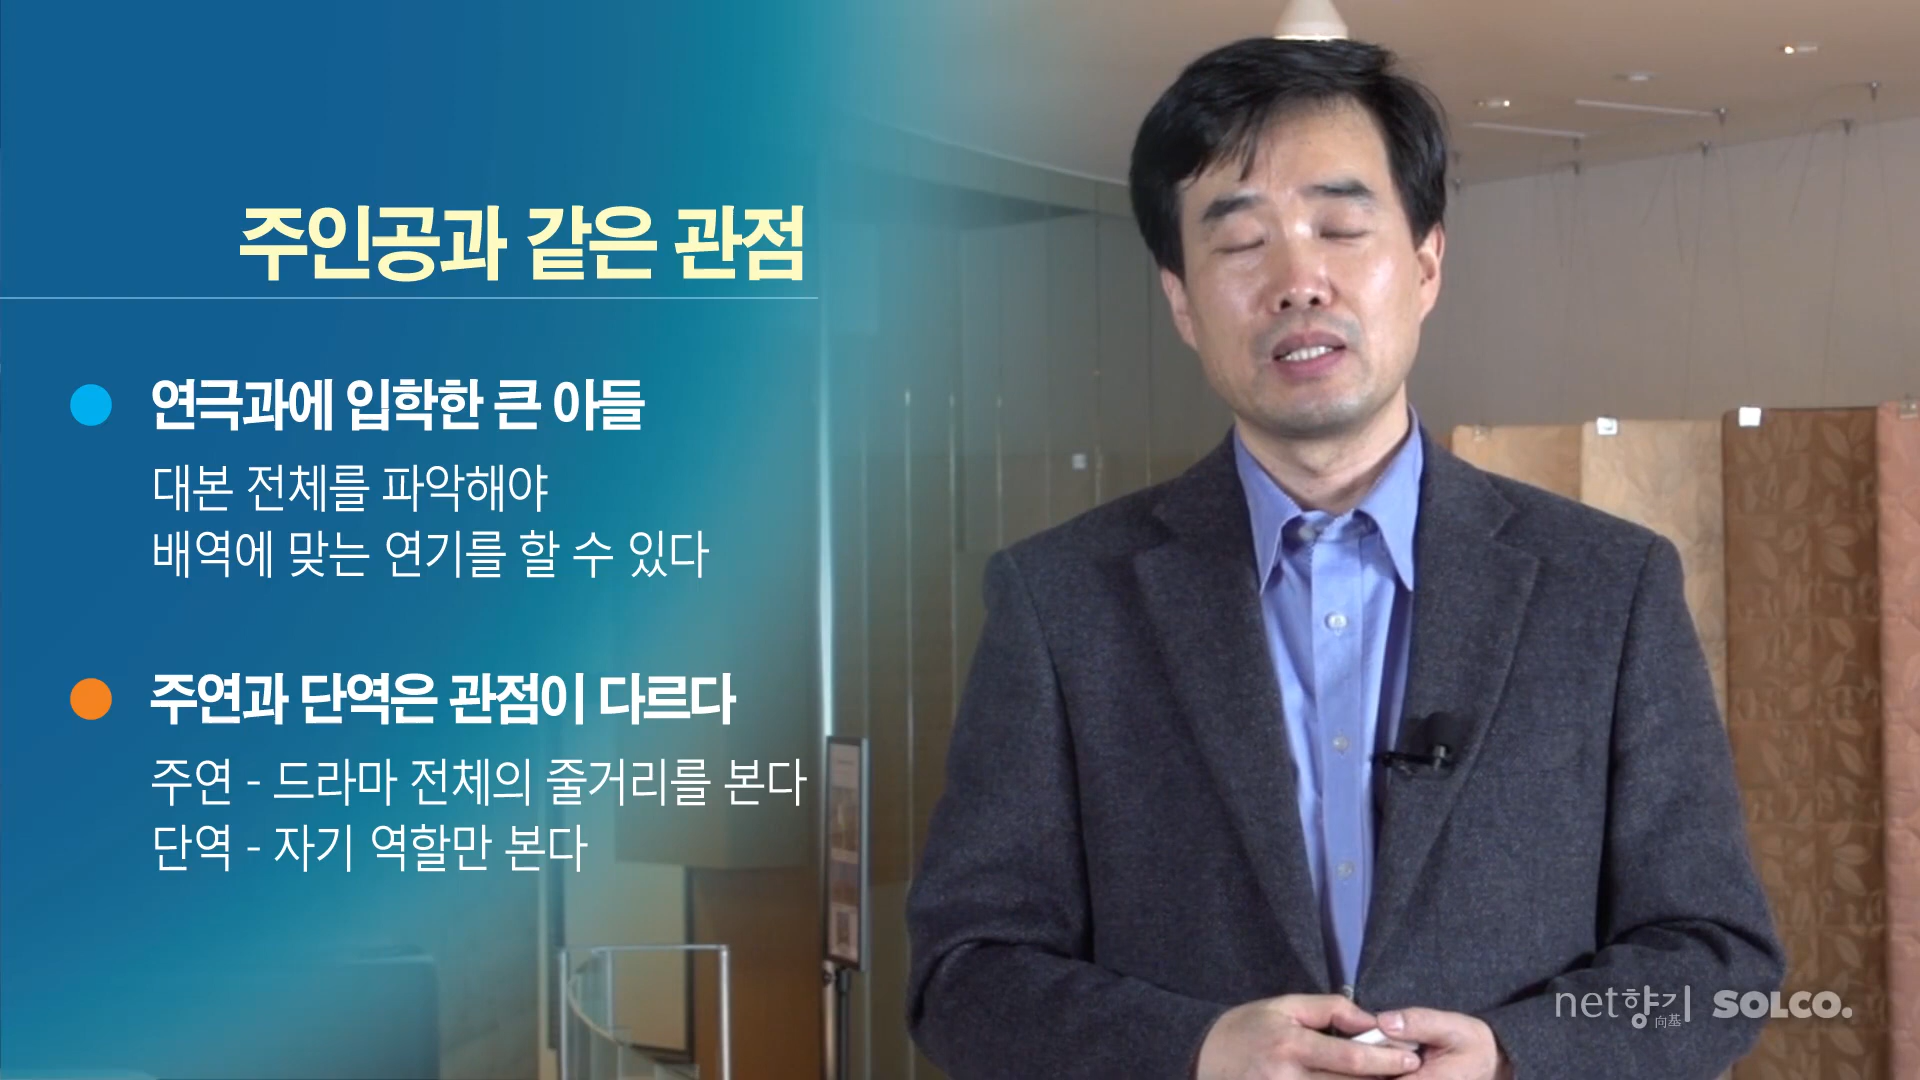 주인공과 같은 관점
연극과에 입학한 큰 아들
대본 전체를 파악해야
배역에 맞는 연기를 할 수 있다
주연과 단역은 관점이 다르다
주연 - 드라마 전체의 줄거리를 본다
단역 - 자기 역할만 본다
net향기 SOLCO.
向基